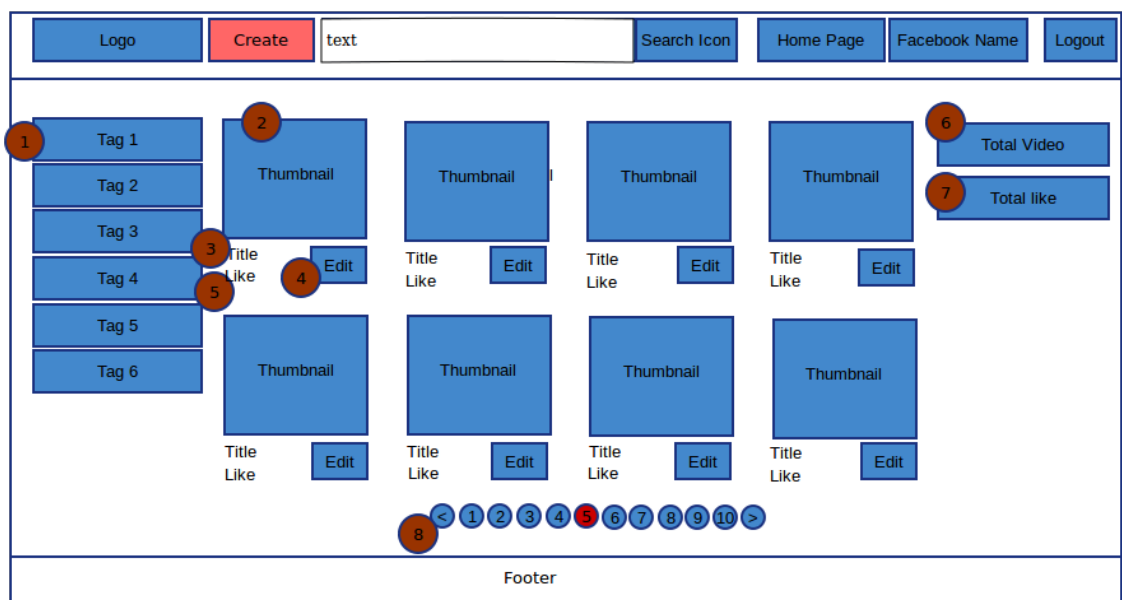 Logo
Create
text
Search Icon
Home Page
Facebook Name
Logout
1
Tag 1
Tag 2
Tag 3
Tag 4
Tag 5
Tag 6
2
Thumbnail
Thumbnail
l
Thumbnail
Thumbnail
3
Title
Like
5
4
Edit
Title
Like
Edit
Title
Like
Edit
Title
Like
Edit
Thumbnail
Thumbnail
Thumbnail
Thumbnail
Title
Like
Edit
Title
Like
Edit
Title
Like
Edit
Title
Like
Edit
6
Total Video
7
Total like
8
< 1 2 3 4 5 6 7 8 9 10 >
Footer